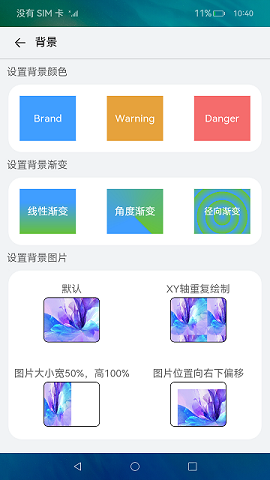 没有 SIM 卡 11% 10:40
背景
设置背景颜色
Brand Warning Danger
设置背景渐变
线性渐变 角度渐变 径向渐变
设置背景图片
默认 XY轴重复绘制
图片大小宽50%，高100% 图片位置向右下偏移